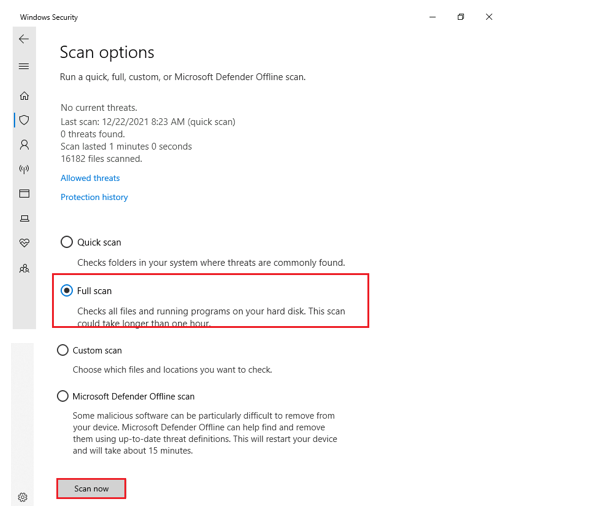 Windows Security
Scan options
Run a quick, full, custom, or Microsoft Defender Offline scan.
No current threats.
Last scan: 12/22/2021 8:23 AM (quick scan)
0 threats found.
Scan lasted 1 minutes 0 seconds
16182 files scanned.
Allowed threats
Protection history
Quick scan
Checks folders in your system where threats are commonly found.
Full scan
Checks all files and running programs on your hard disk. This scan
could take longer than one hour.
Custom scan
Choose which files and locations you want to check.
Microsoft Defender Offline scan
Some malicious software can be particularly difficult to remove from
your device. Microsoft Defender Offline can help find and remove
them using up-to-date threat definitions. This will restart your device
and will take about 15 minutes.
Scan now